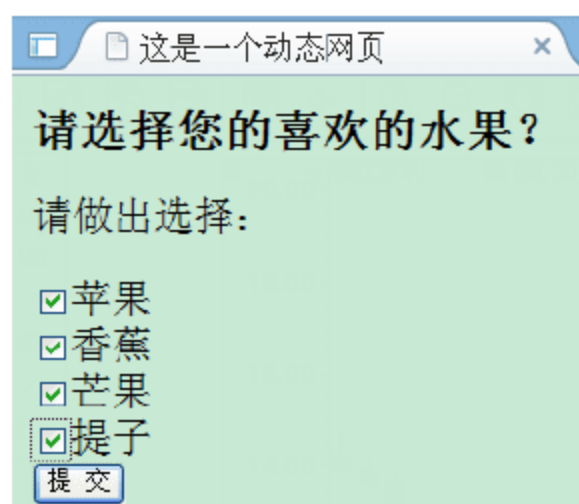 这是一个动态网页
请选择您的喜欢的水果？
请做出选择：
苹果
香蕉
芒果
提子
提 交